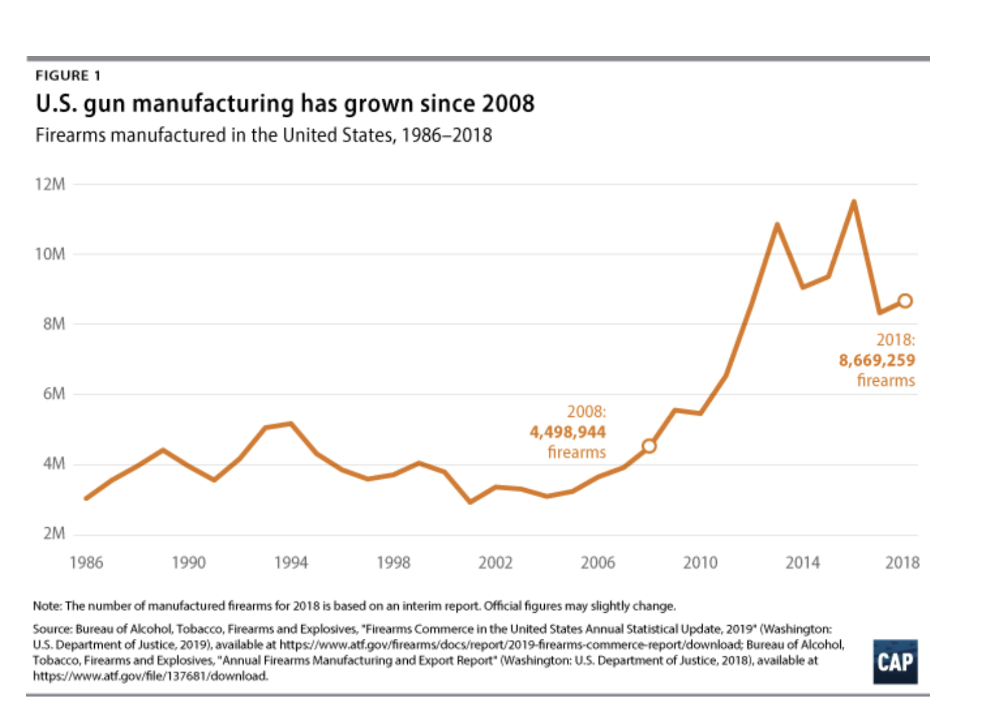 FIGURE 1
U.S. gun manufacturing has grown since 2008
Firearms manufactured in the United States, 1986–2018
12M
10M
8M
6M
4M
2M
2008:
4,498,944
firearms
2018:
8,669,259
firearms
1986 1990 1994 1998 2002 2006 2010 2014 2018
Note: The number of manufactured firearms for 2018 is based on an interim report. Official figures may slightly change.
Source: Bureau of Alcohol, Tobacco, Firearms and Explosives, "Firearms Commerce in the United States Annual Statistical Update, 2019" (Washington:
U.S. Department of Justice, 2019), available at https://www.atf.gov/firearms/docs/report/2019-firearms-commerce-report/download; Bureau of Alcohol,
Tobacco, Firearms and Explosives, "Annual Firearms Manufacturing and Export Report" (Washington: U.S. Department of Justice, 2018), available at
https://www.atf.gov/file/137681/download.
CAP